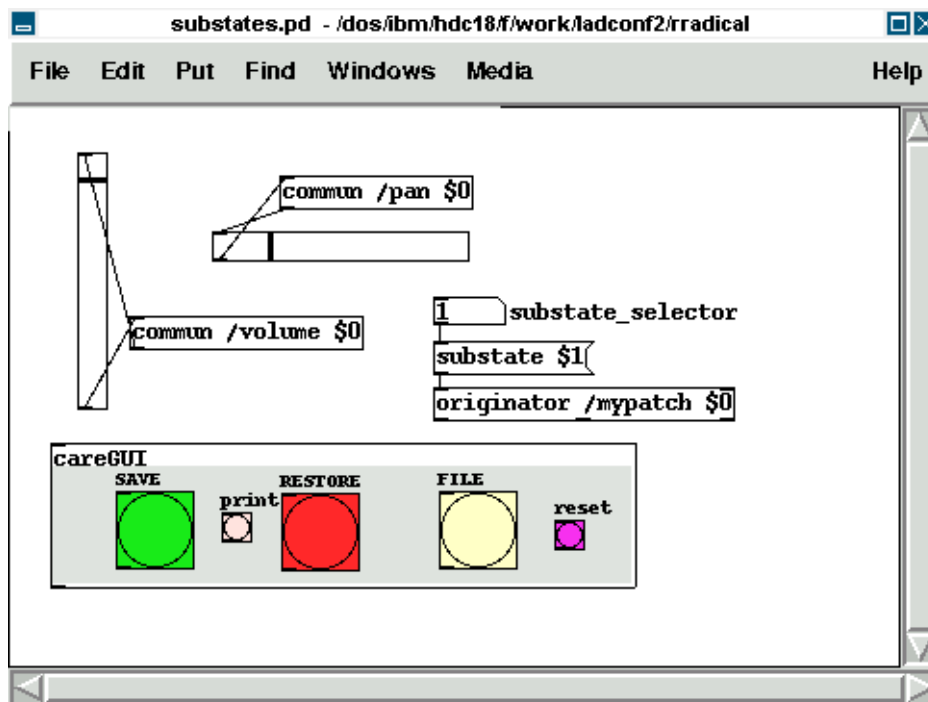 substates.pd - /dos/ibm/hdc18/f/work/ladconf2/rradical
File Edit Put Find Windows Media Help
commun /pan $0
1 substate_selector
commun /volume $0
substate $1
originator /mypatch $0
careGUI
SAVE RESTORE FILE
print reset